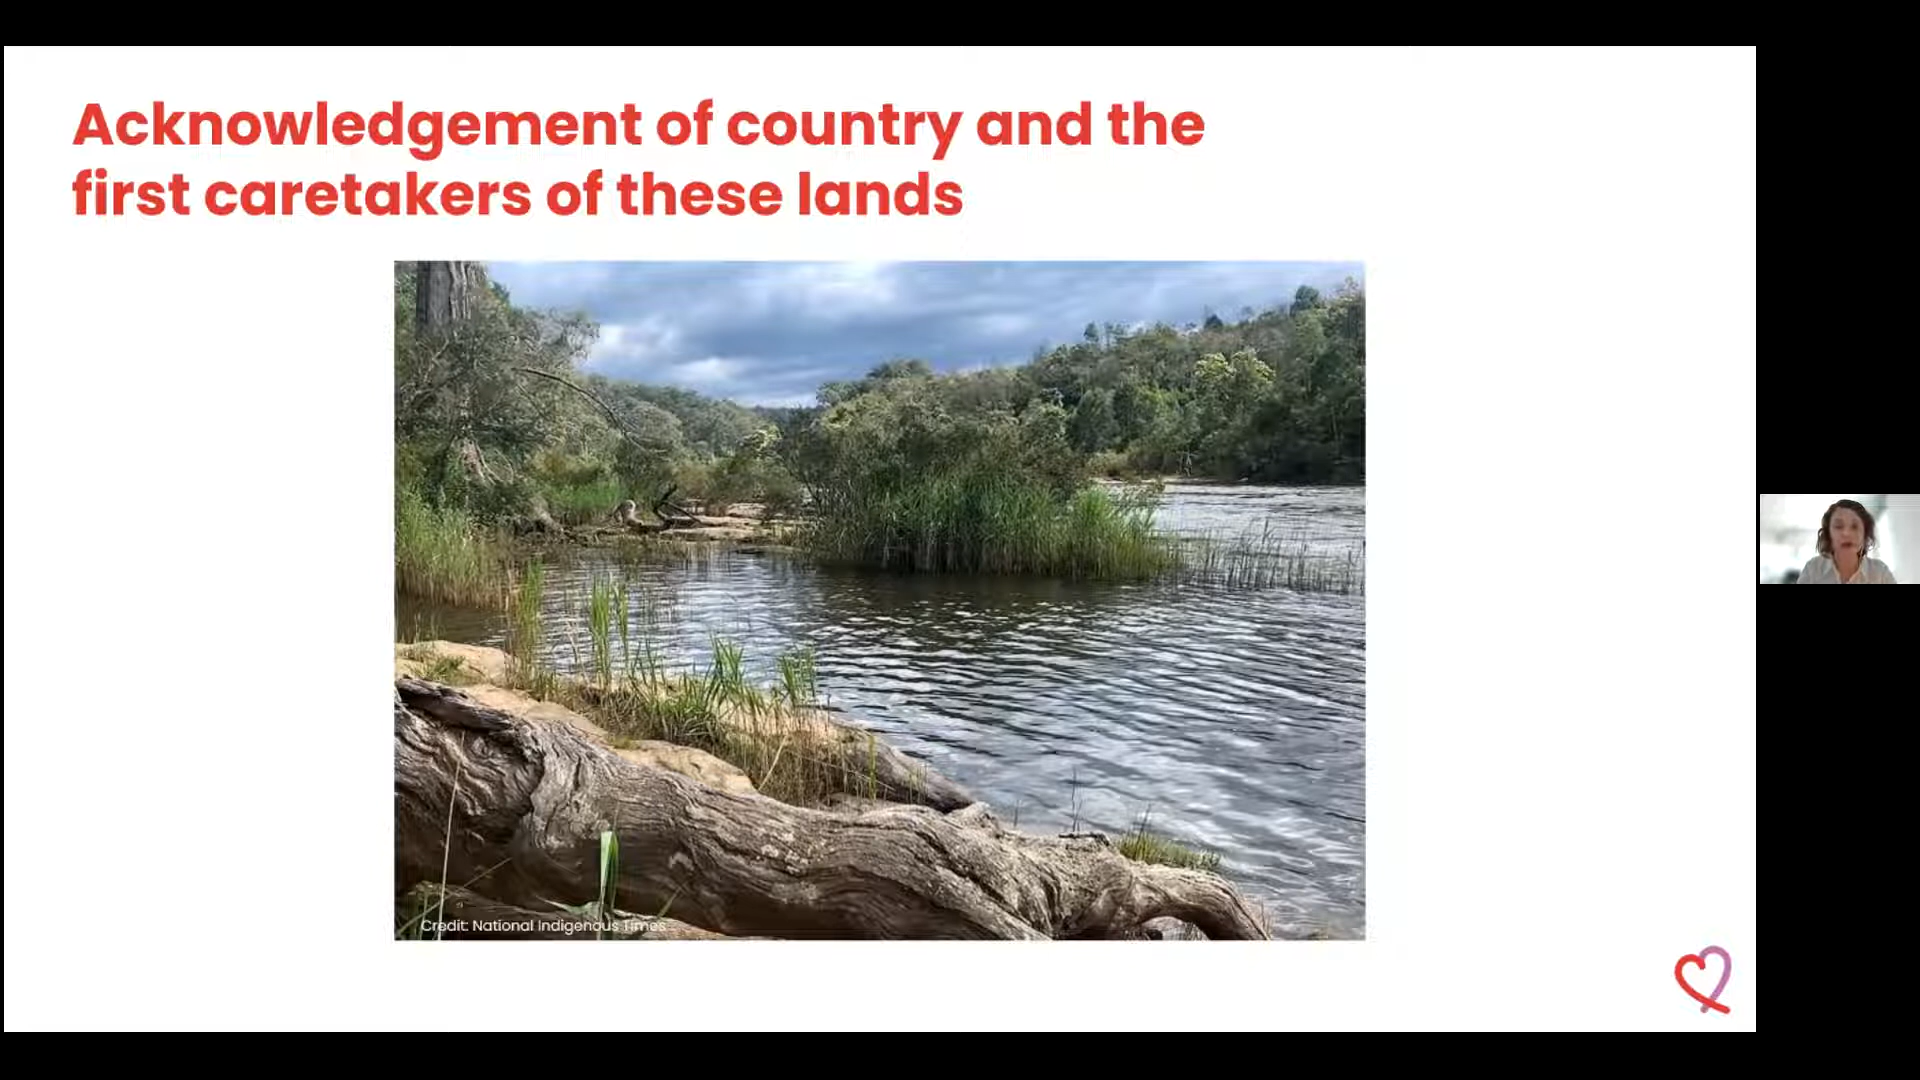 Acknowledgement of country and the
first caretakers of these lands
Credit: National Indigenous Times